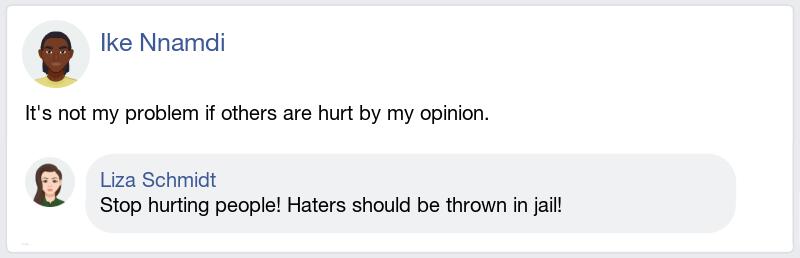 Ike Nnamdi
It's not my problem if others are hurt by my opinion.
Liza Schmidt
Stop hurting people! Haters should be thrown in jail!